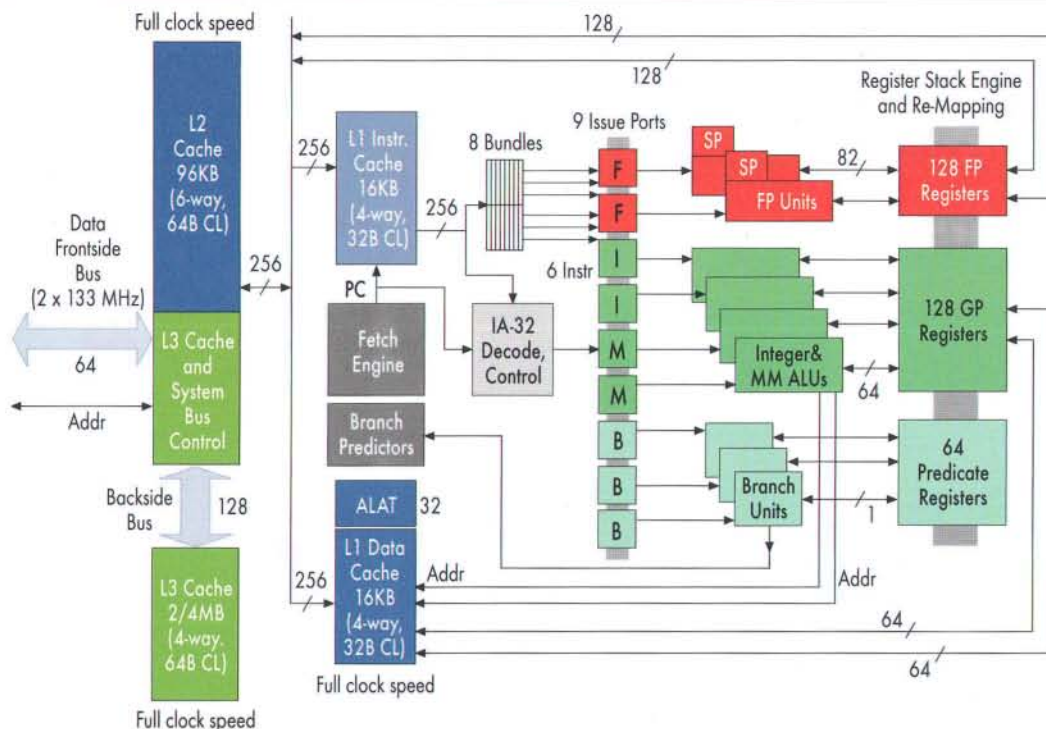 Full clock speed
L2
Cache
96KB
(6-way,
64B CL)
Data
Frontside
Bus
(2 x 133 MHz)
64
Addr
L3 Cache
and
System
Bus
Control
Backside
Bus
128
L3 Cache
2/4MB
(4-way.
64B CL)
Full clock speed
256
128
128
256
L1 Instr.
Cache
16KB
(4-way,
32B CL)
256
PC
Fetch
Engine
Branch
Predictors
8 Bundles
IA-32
Decode,
Control
ALAT
32
256
L1 Data
Cache
16KB
(4-way,
32B CL)
Full clock speed
Addr
9 Issue Ports
6 Instr
F
F
I
I
M
M
B
B
B
SP
SP
FP Units
82
Integer&
MM ALUs
64
Branch
Units
1
Addr
64
64
Register Stack Engine
and Re-Mapping
128 FP
Registers
128 GP
Registers
64
Predicate
Registers